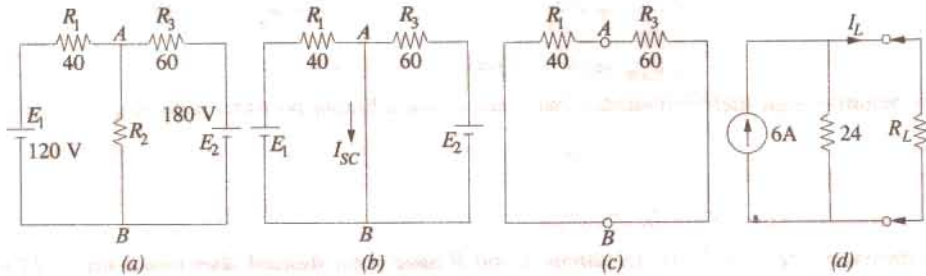 R1 A R3
40 60
E1
120 V
R2
180 V
E2
B
(a)
R1 A R3
40 60
E1
ISC
E2
B
(b)
R1 A R3
40 60
B
(c)
IL
6A
24
RL
(d)